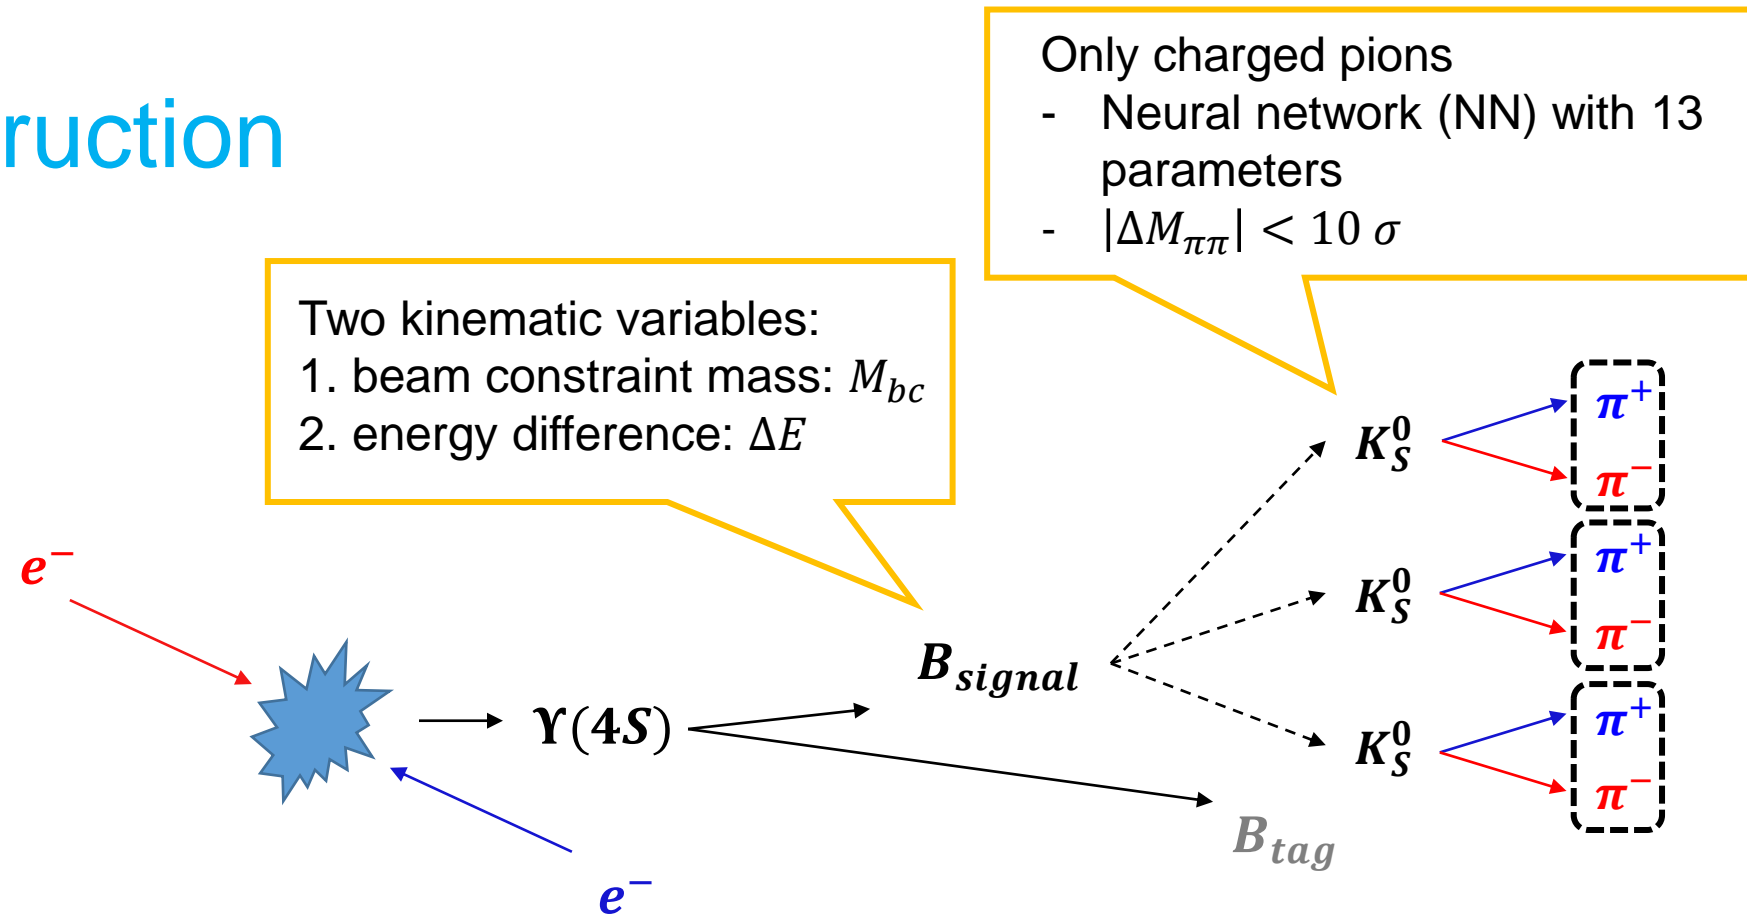 ruction
Only charged pions
- Neural network (NN) with 13
parameters
- |ΔM_ππ| < 10 σ
Two kinematic variables:
1. beam constraint mass: M_bc
2. energy difference: ΔE
e⁻
e⁻
ϒ(4S)
B_signal
B_tag
K_S^0
π⁺
π⁻
K_S^0
π⁺
π⁻
K_S^0
π⁺
π⁻